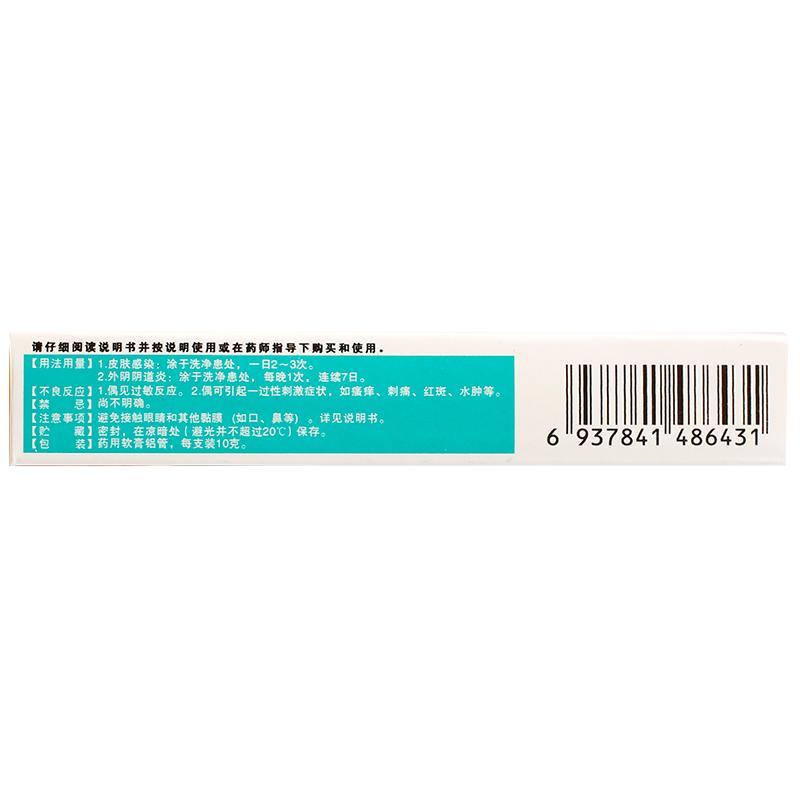 请仔细阅读说明书并按说明使用或在药师指导下购买和使用。
【用法用量】1.皮肤感染：涂于洗净患处，一日2～3次。
2.外阴阴道炎：涂于洗净患处，每晚1次，连续7日。
【不良反应】1.偶见过敏反应。2.偶可引起一过性刺激症状，如瘙痒、刺痛、红斑、水肿等。
【禁　　忌】尚不明确。
【注意事项】避免接触眼睛和其他黏膜（如口、鼻等）。详见说明书。
【贮　　藏】密封，在凉暗处（避光并不超过20℃）保存。
【包　　装】药用软膏铝管，每支装10克。
6 937841 486431